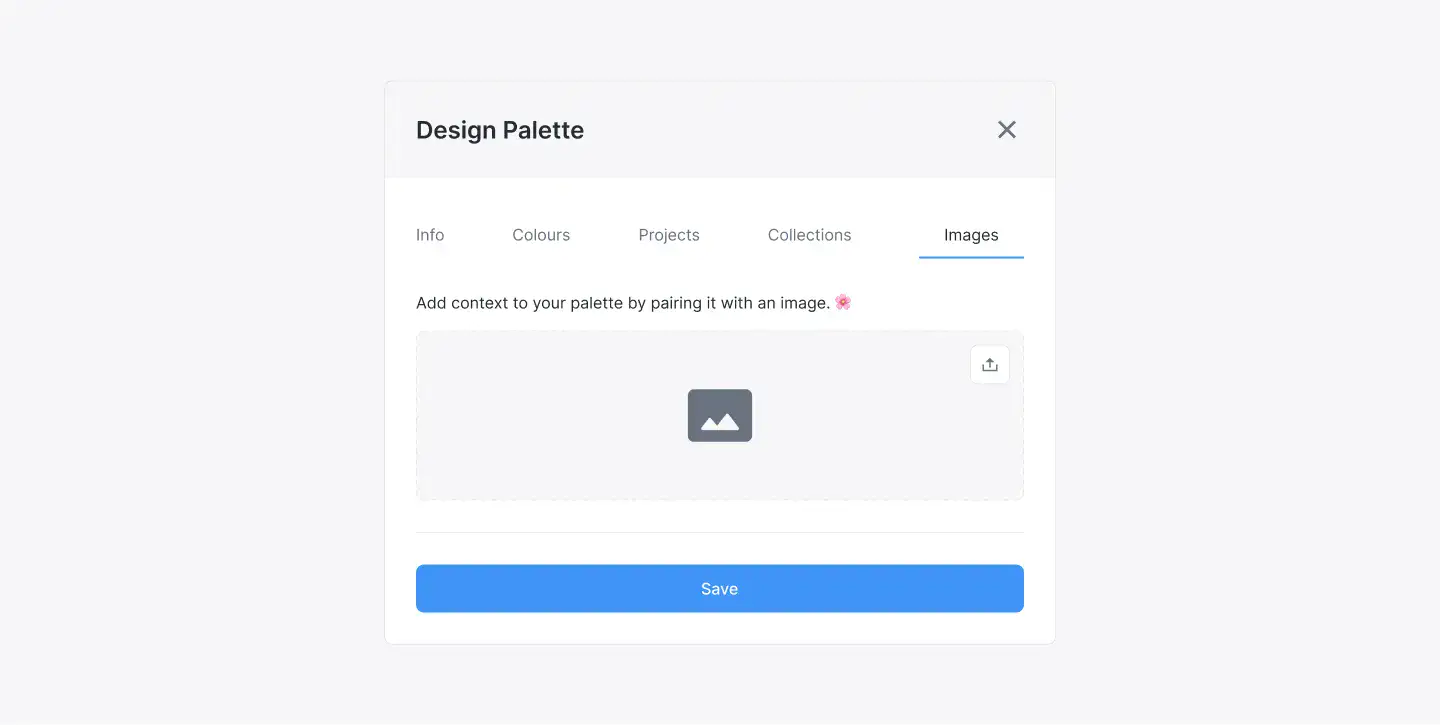 Design Palette
Info Colours Projects Collections Images
Add context to your palette by pairing it with an image. 🌸
Save